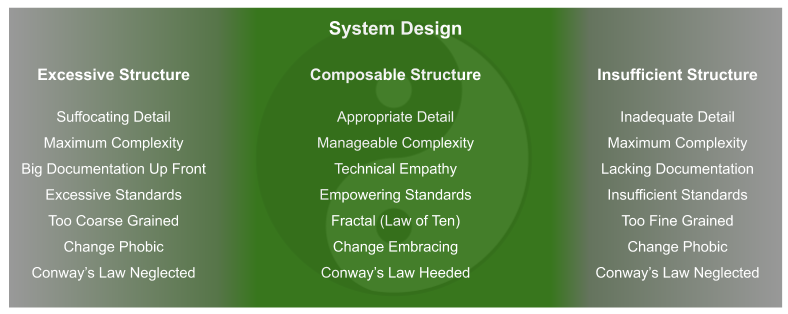 System Design
Excessive Structure
Suffocating Detail
Maximum Complexity
Big Documentation Up Front
Excessive Standards
Too Coarse Grained
Change Phobic
Conway’s Law Neglected
Composable Structure
Appropriate Detail
Manageable Complexity
Technical Empathy
Empowering Standards
Fractal (Law of Ten)
Change Embracing
Conway’s Law Heeded
Insufficient Structure
Inadequate Detail
Maximum Complexity
Lacking Documentation
Insufficient Standards
Too Fine Grained
Change Phobic
Conway’s Law Neglected